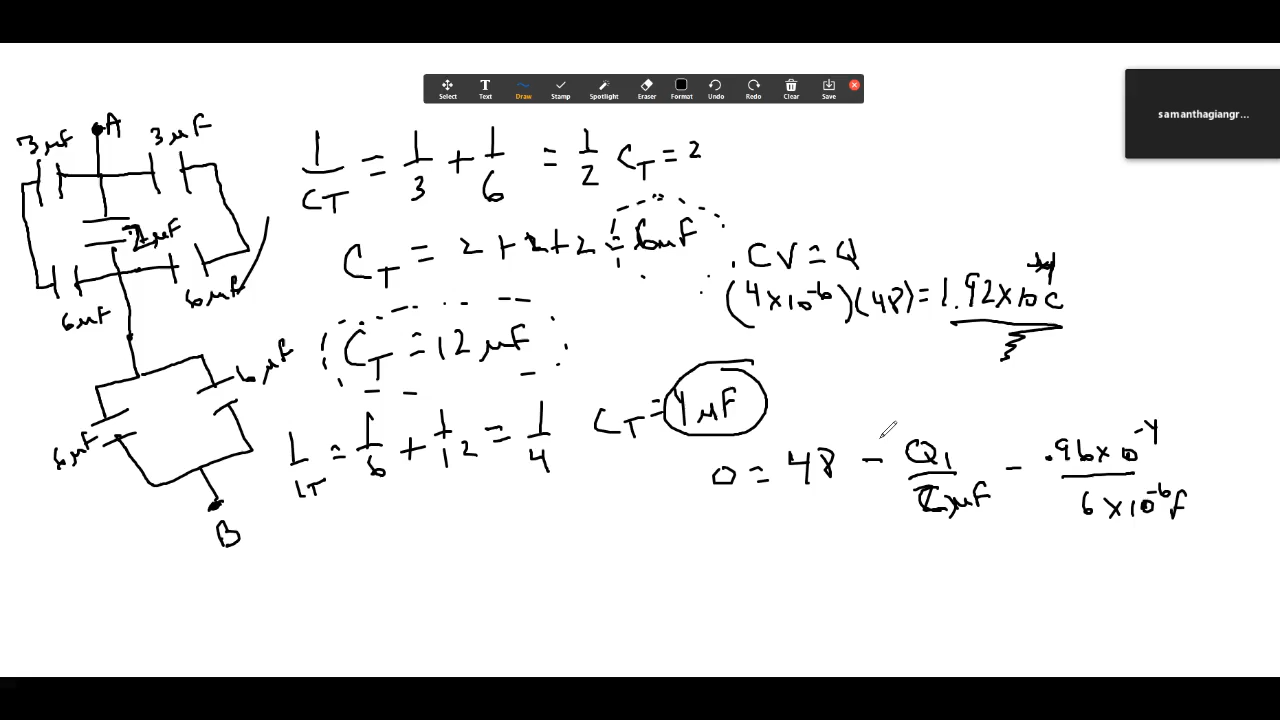 Select Text Draw Stamp Spotlight Eraser Format Undo Redo Clear Save
samanthagiangr...
A
3μF 3μF
2μF
6μF
6μF
6μF
6μF
B
1/CT = 1/3 + 1/6 = 1/2 CT = 2
CT = 2+2+2 = 6μF
CT = 12μF
1/CT = 1/6 + 1/12 = 1/4 CT = 4μF
CV = Q
(4×10^-6)(48) = 1.92×10^-4 C
0 = 48 - Q1/2μF - .96×10^-4/6×10^-6 f